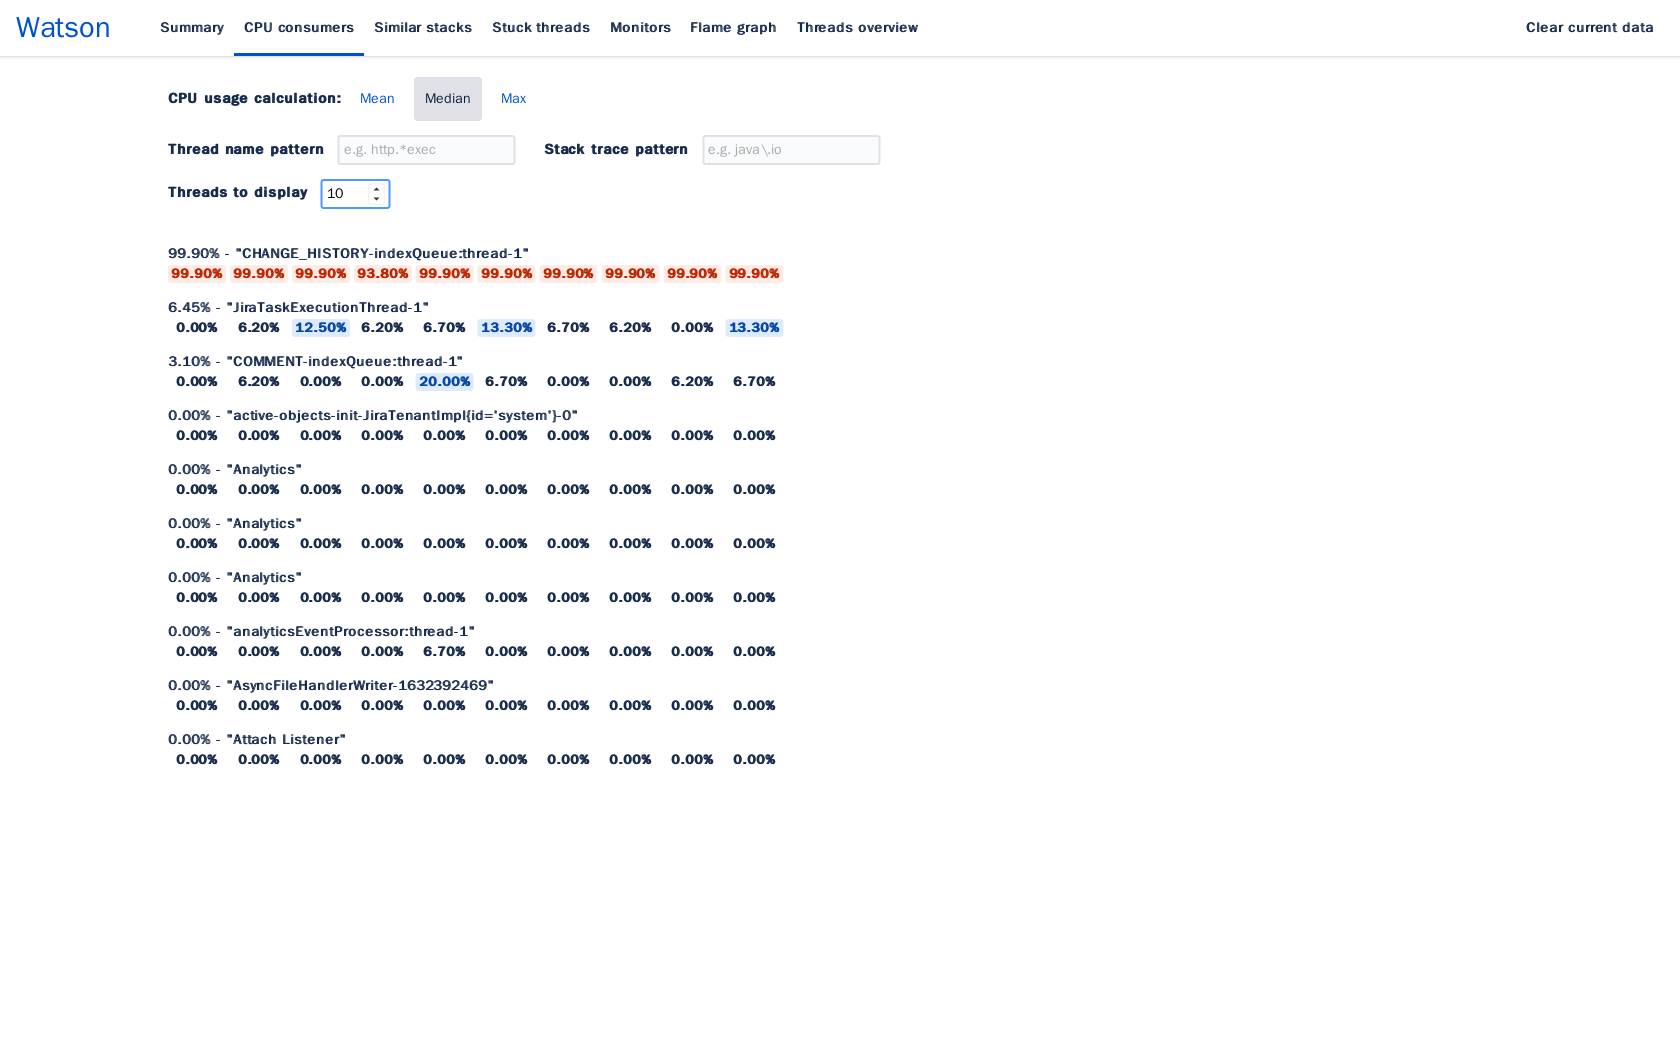 Watson Summary CPU consumers Similar stacks Stuck threads Monitors Flame graph Threads overview Clear current data
CPU usage calculation: Mean Median Max
Thread name pattern e.g. http.*exec Stack trace pattern e.g. java\.io
Threads to display 10
99.90% - "CHANGE_HISTORY-indexQueue:thread-1"
99.90% 99.90% 99.90% 93.80% 99.90% 99.90% 99.90% 99.90% 99.90% 99.90%
6.45% - "JiraTaskExecutionThread-1"
0.00% 6.20% 12.50% 6.20% 6.70% 13.30% 6.70% 6.20% 0.00% 13.30%
3.10% - "COMMENT-indexQueue:thread-1"
0.00% 6.20% 0.00% 0.00% 20.00% 6.70% 0.00% 0.00% 6.20% 6.70%
0.00% - "active-objects-init-JiraTenantImpl{id='system'}-0"
0.00% 0.00% 0.00% 0.00% 0.00% 0.00% 0.00% 0.00% 0.00% 0.00%
0.00% - "Analytics"
0.00% 0.00% 0.00% 0.00% 0.00% 0.00% 0.00% 0.00% 0.00% 0.00%
0.00% - "Analytics"
0.00% 0.00% 0.00% 0.00% 0.00% 0.00% 0.00% 0.00% 0.00% 0.00%
0.00% - "Analytics"
0.00% 0.00% 0.00% 0.00% 0.00% 0.00% 0.00% 0.00% 0.00% 0.00%
0.00% - "analyticsEventProcessor:thread-1"
0.00% 0.00% 0.00% 0.00% 6.70% 0.00% 0.00% 0.00% 0.00% 0.00%
0.00% - "AsyncFileHandlerWriter-1632392469"
0.00% 0.00% 0.00% 0.00% 0.00% 0.00% 0.00% 0.00% 0.00% 0.00%
0.00% - "Attach Listener"
0.00% 0.00% 0.00% 0.00% 0.00% 0.00% 0.00% 0.00% 0.00% 0.00%